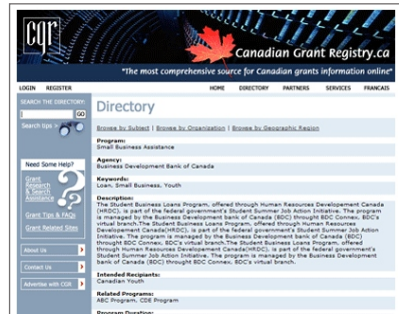 cgr
Canadian Grant Registry.ca
"The most comprehensive source for Canadian grants information online"
LOGIN REGISTER HOME DIRECTORY PARTNERS SERVICES FRANCAIS
SEARCH THE DIRECTORY:
GO
Search tips >
Directory
Browse by Subject | Browse by Organization | Browse by Geographic Region
Program:
Small Business Assistance
Agency:
Business Development Bank of Canada
Keywords:
Loan, Small Business, Youth
Description:
The Student Business Loans Program, offered through Human Resources Developement Canada
(HRDC), is part of the federal government's Student Summer Job Action Initiative. The program
is managed by the Business Development bank of Canada (BDC) throught BDC Connex, BDC's
virtual branch.The Student Business Loans Program, offered through Human Resources
Developement Canada(HRDC), is part of the federal government's Student Summer Job Action
Initiative. The program is managed by the Business Development bank of Canada (BDC)
throught BDC Connex, BDC's virtual branch.The Student Business Loans Program, offered
through Human Resources Developement Canada(HRDC), is part of the federal government's
Student Summer Job Action Initiative. The program is managed by the Business Development
bank of Canada (BDC) throught BDC Connex, BDC's virtual branch.
Intended Recipients:
Canadian Youth
Related Programs:
ABC Program, CDE Program
Program Duration:
Need Some Help?
Grant
Research
& Search
Assistance
Grant Tips & FAQs
Grant Related Sites
About Us
Contact Us
Advertise with CGR